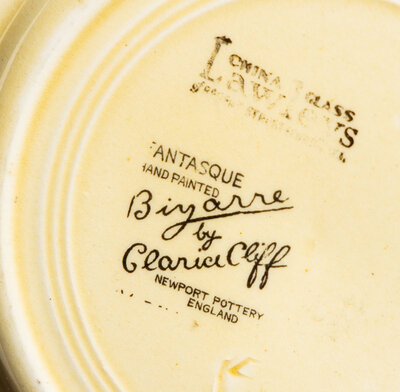 CHINA & GLASS
LAWLEYS
FANTASQUE
HAND PAINTED
Bizarre
by
Clarice Cliff
NEWPORT POTTERY
ENGLAND